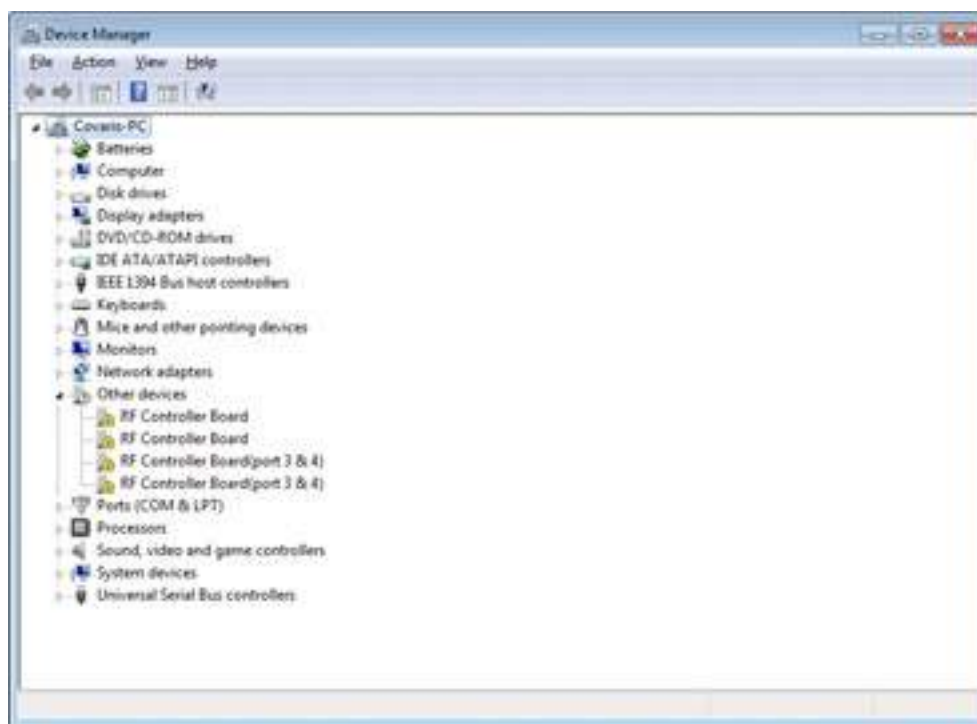 Device Manager
File Action View Help
Covaris-PC
Batteries
Computer
Disk drives
Display adapters
DVD/CD-ROM drives
IDE ATA/ATAPI controllers
IEEE 1394 Bus host controllers
Keyboards
Mice and other pointing devices
Monitors
Network adapters
Other devices
RF Controller Board
RF Controller Board
RF Controller Board(port 3 & 4)
RF Controller Board(port 3 & 4)
Ports (COM & LPT)
Processors
Sound, video and game controllers
System devices
Universal Serial Bus controllers